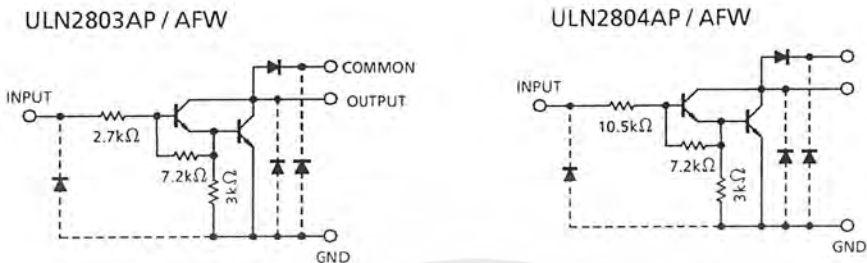 ULN2803AP / AFW
COMMON
INPUT
OUTPUT
2.7kΩ
7.2kΩ
3kΩ
GND
ULN2804AP / AFW
INPUT
10.5kΩ
7.2kΩ
3kΩ
GND